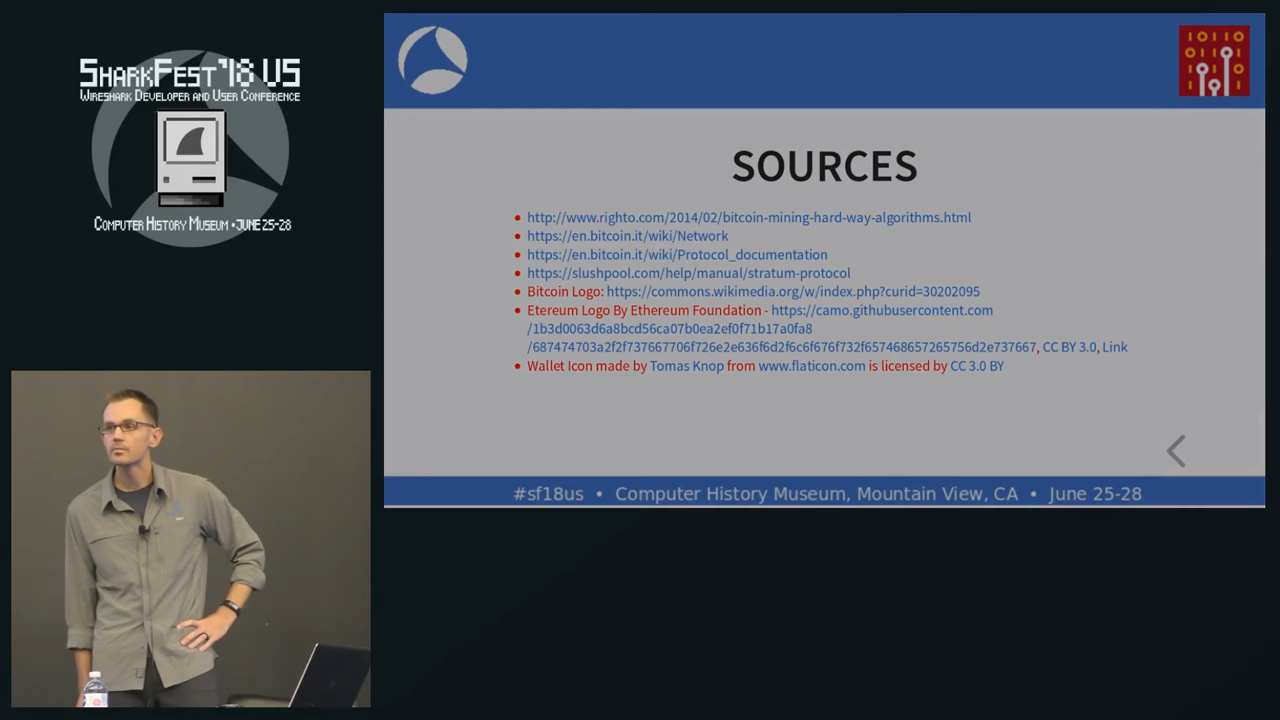 SHARKFEST'18 US
WIRESHARK DEVELOPER AND USER CONFERENCE
COMPUTER HISTORY MUSEUM • JUNE 25-28
SOURCES
• http://www.righto.com/2014/02/bitcoin-mining-hard-way-algorithms.html
• https://en.bitcoin.it/wiki/Network
• https://en.bitcoin.it/wiki/Protocol_documentation
• https://slushpool.com/help/manual/stratum-protocol
• Bitcoin Logo: https://commons.wikimedia.org/w/index.php?curid=30202095
• Etereum Logo By Ethereum Foundation - https://camo.githubusercontent.com
/1b3d0063d6a8bcd56ca07b0ea2ef0f71b17a0fa8
/687474703a2f2f737667706f726e2e636f6d2f6c6f676f732f657468657265756d2e737667, CC BY 3.0, Link
• Wallet Icon made by Tomas Knop from www.flaticon.com is licensed by CC 3.0 BY
#sf18us • Computer History Museum, Mountain View, CA • June 25-28